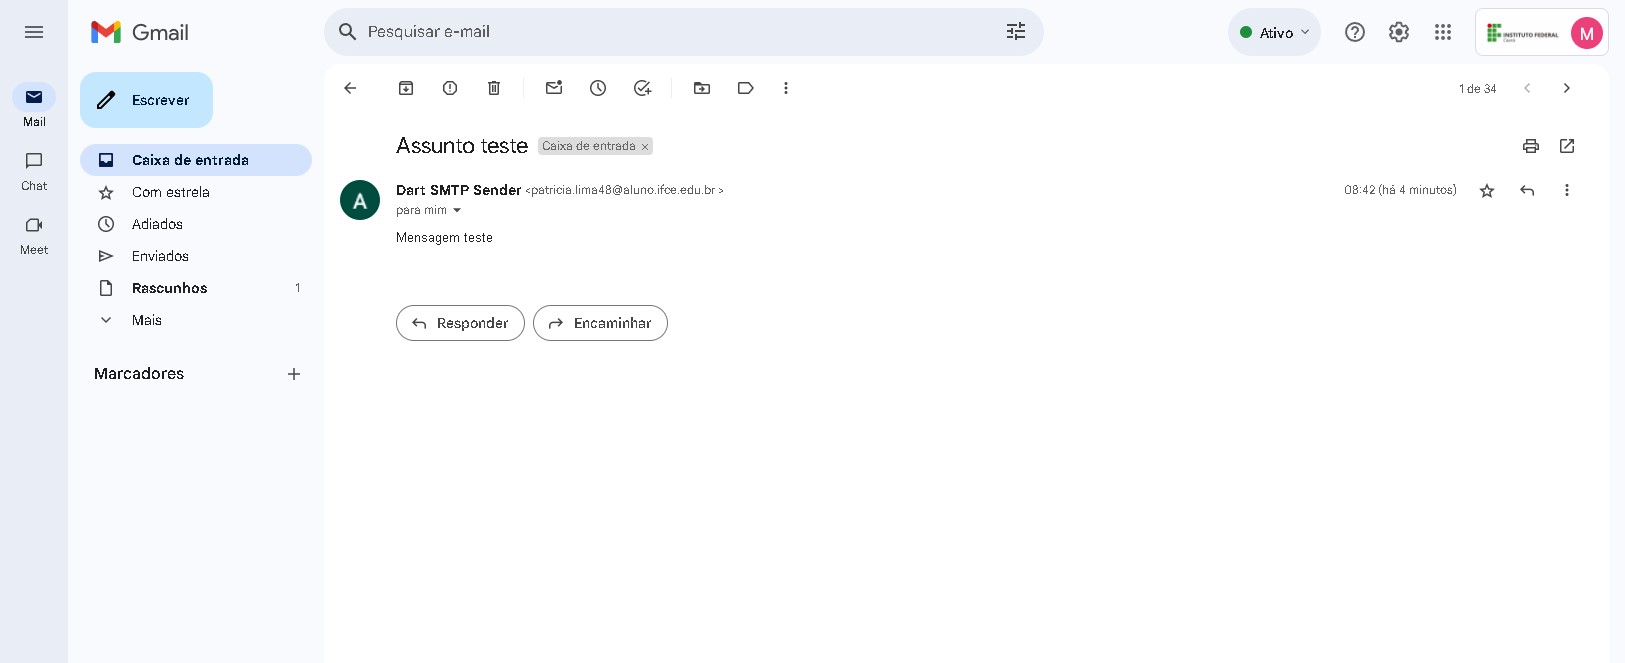 Gmail
Pesquisar e-mail
Ativo
INSTITUTO FEDERAL
Ceará
M
Mail
Chat
Meet
Escrever
Caixa de entrada
Com estrela
Adiados
Enviados
Rascunhos 1
Mais
Marcadores
1 de 34
Assunto teste Caixa de entrada x
A
Dart SMTP Sender <patricia.lima48@aluno.ifce.edu.br>
08:42 (há 4 minutos)
para mim
Mensagem teste
Responder
Encaminhar